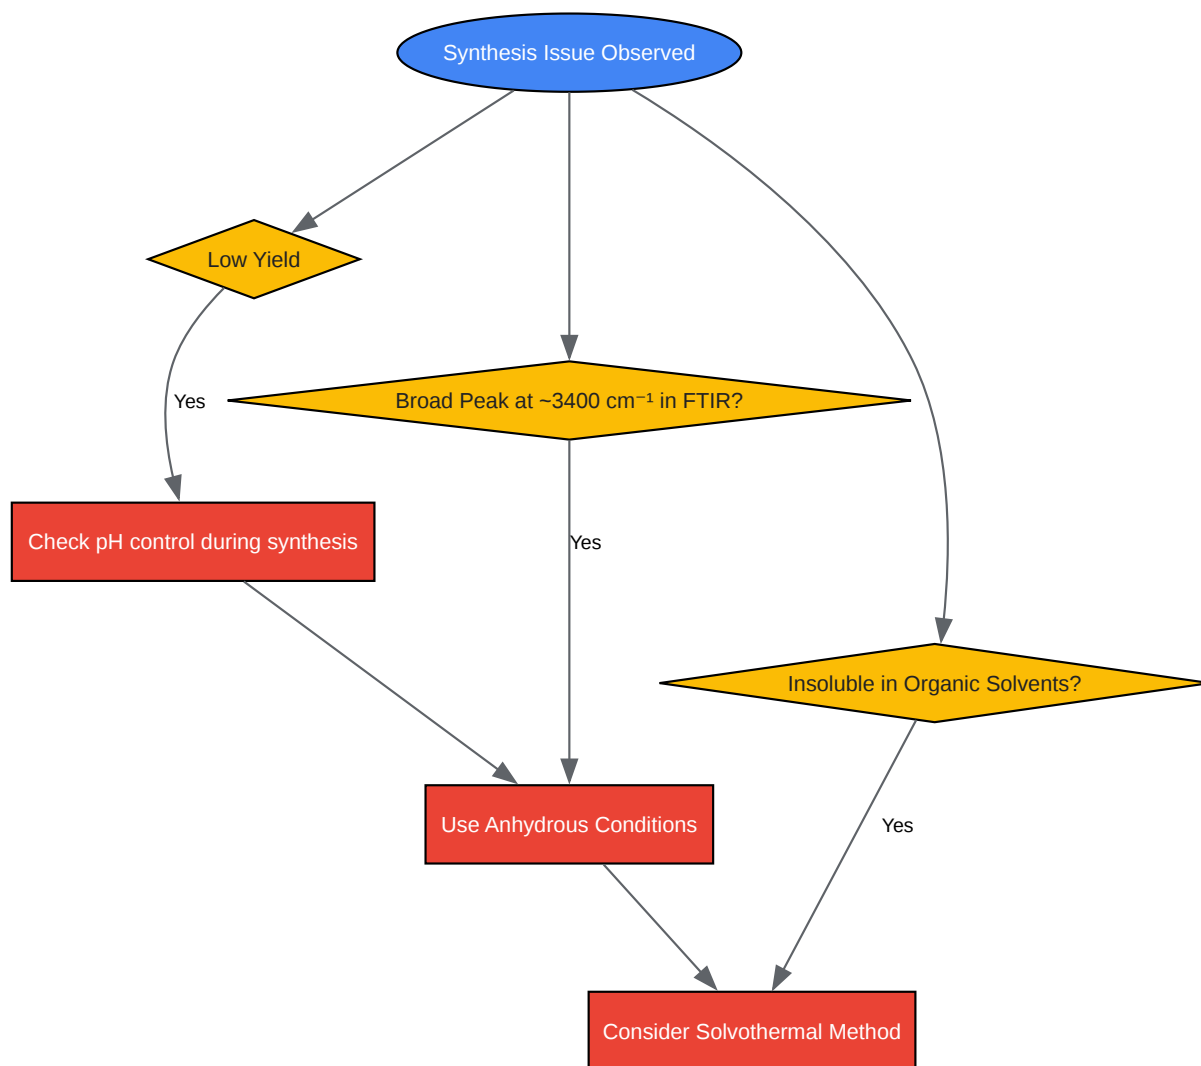 Synthesis Issue Observed
Low Yield
Yes
Broad Peak at ~3400 cm⁻¹ in FTIR?
Check pH control during synthesis
Yes
Insoluble in Organic Solvents?
Use Anhydrous Conditions
Yes
Consider Solvothermal Method